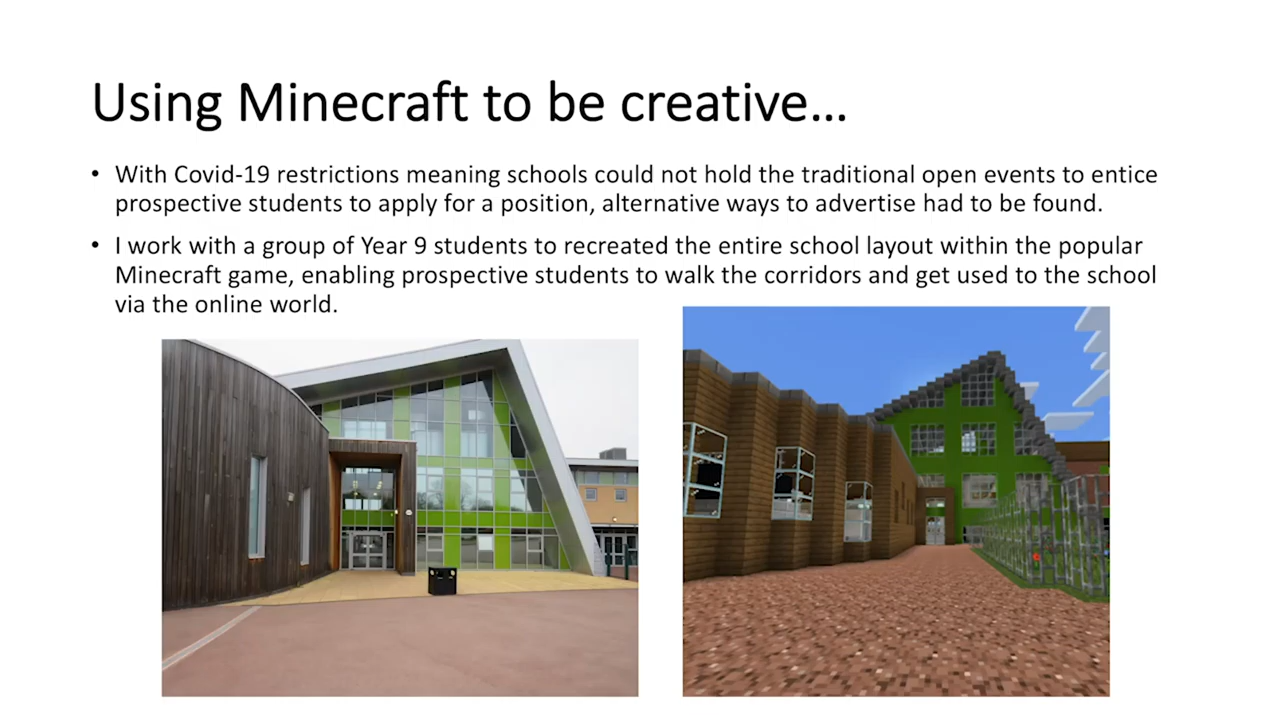 Using Minecraft to be creative...
• With Covid-19 restrictions meaning schools could not hold the traditional open events to entice
prospective students to apply for a position, alternative ways to advertise had to be found.
• I work with a group of Year 9 students to recreated the entire school layout within the popular
Minecraft game, enabling prospective students to walk the corridors and get used to the school
via the online world.